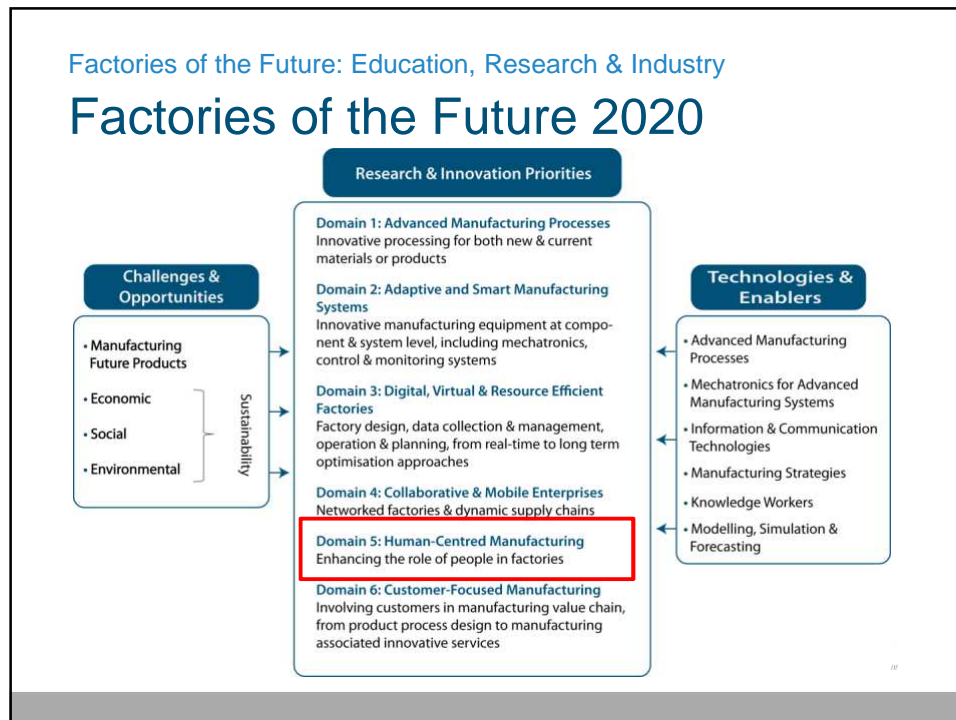 Factories of the Future: Education, Research & Industry
Factories of the Future 2020
Research & Innovation Priorities
Challenges &
Opportunities
• Manufacturing
Future Products
• Economic
• Social
• Environmental
Sustainability
Domain 1: Advanced Manufacturing Processes
Innovative processing for both new & current
materials or products
Domain 2: Adaptive and Smart Manufacturing
Systems
Innovative manufacturing equipment at compo-
nent & system level, including mechatronics,
control & monitoring systems
Domain 3: Digital, Virtual & Resource Efficient
Factories
Factory design, data collection & management,
operation & planning, from real-time to long term
optimisation approaches
Domain 4: Collaborative & Mobile Enterprises
Networked factories & dynamic supply chains
Domain 5: Human-Centred Manufacturing
Enhancing the role of people in factories
Domain 6: Customer-Focused Manufacturing
Involving customers in manufacturing value chain,
from product process design to manufacturing
associated innovative services
Technologies &
Enablers
• Advanced Manufacturing
Processes
• Mechatronics for Advanced
Manufacturing Systems
• Information & Communication
Technologies
• Manufacturing Strategies
• Knowledge Workers
• Modelling, Simulation &
Forecasting